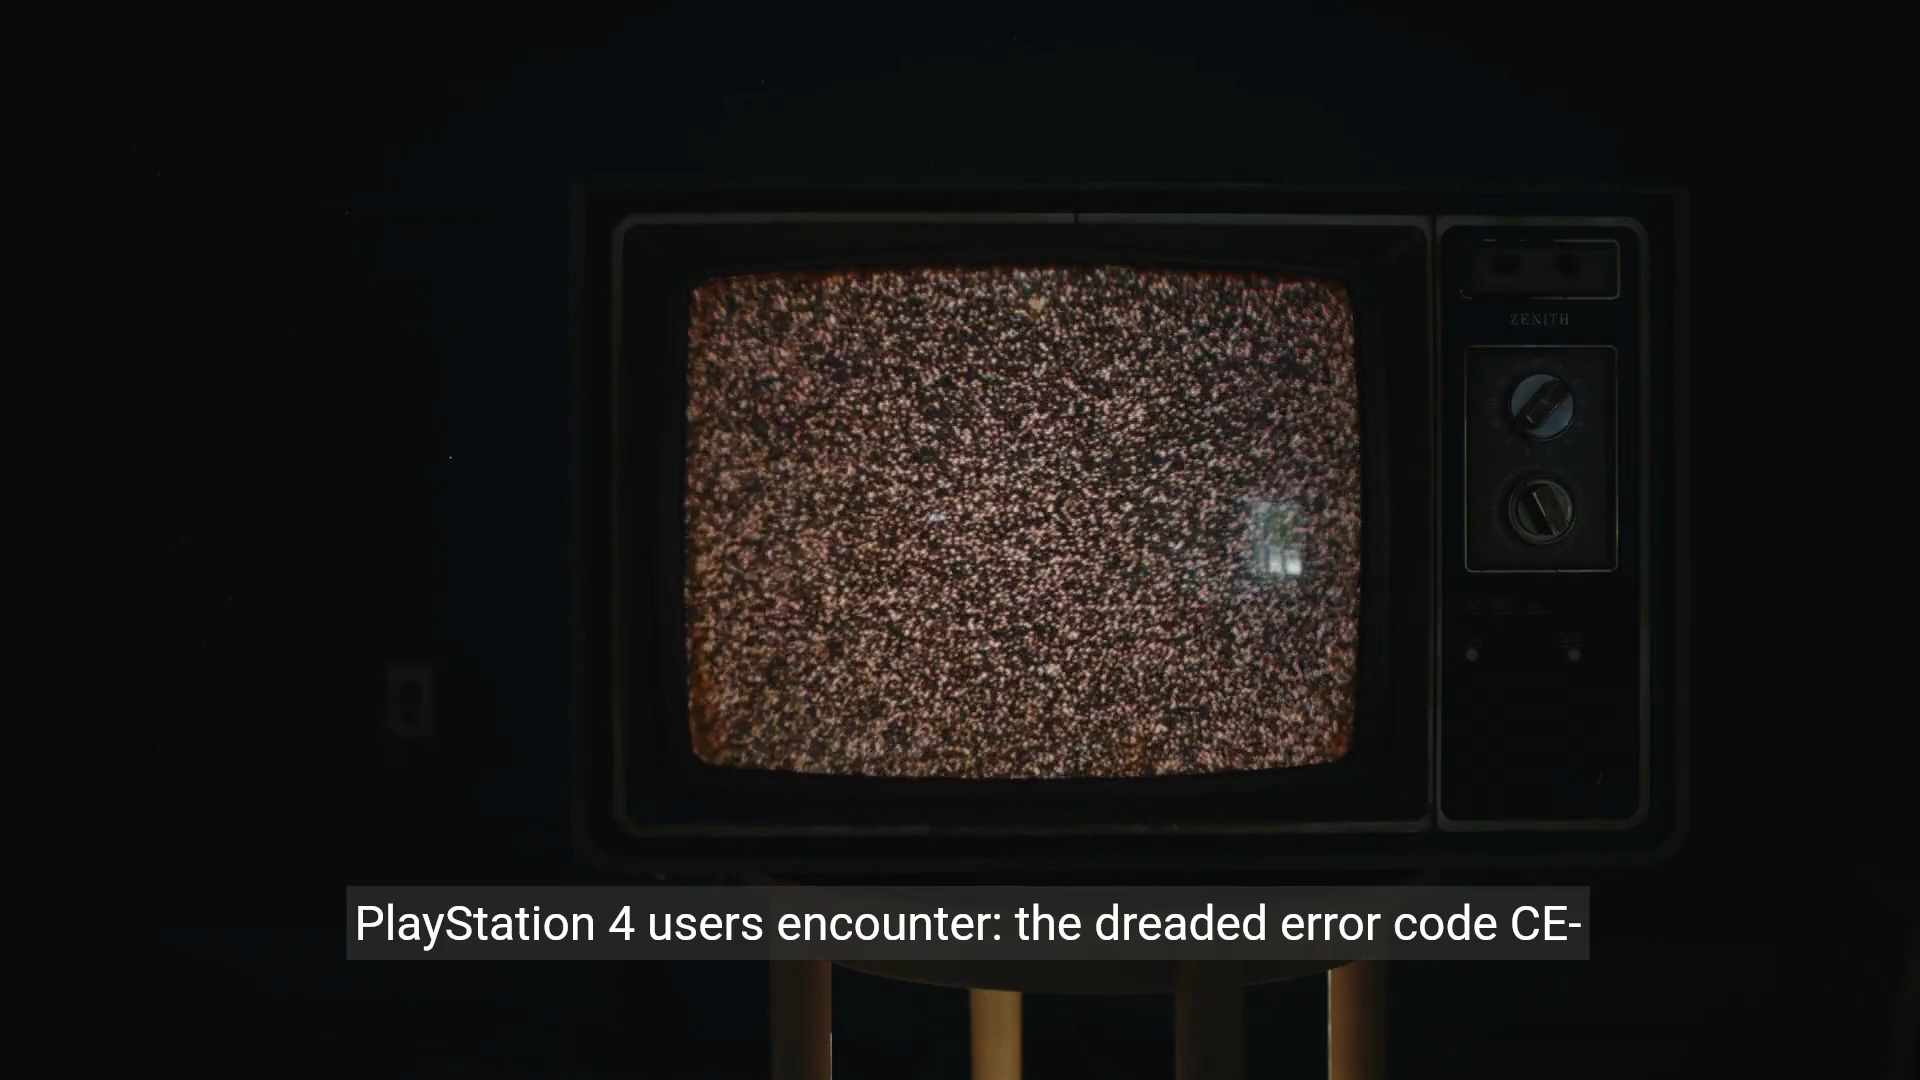 ZENITH
PlayStation 4 users encounter: the dreaded error code CE-